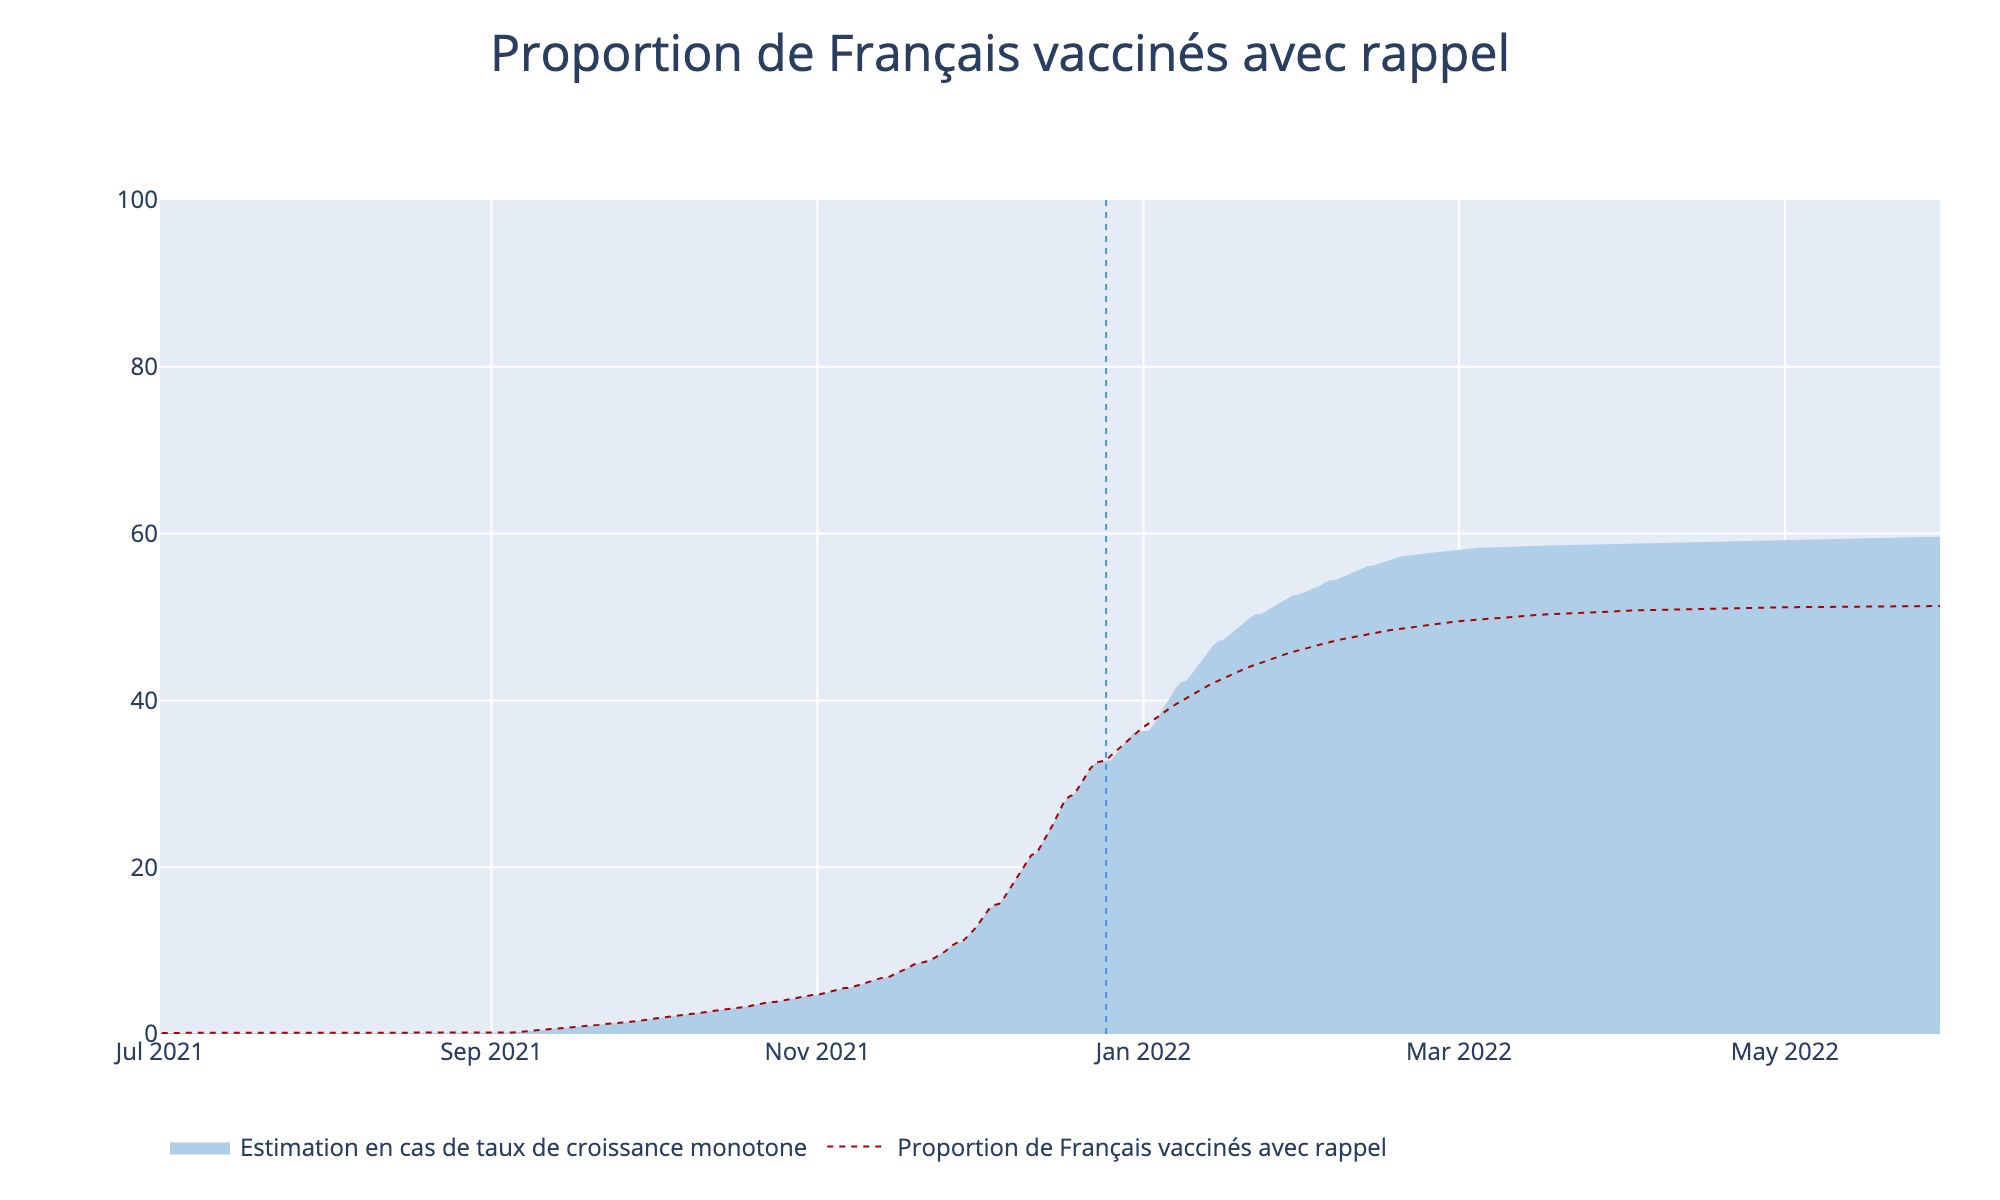 Proportion de Français vaccinés avec rappel
100
80
60
40
20
0
Jul 2021
Sep 2021
Nov 2021
Jan 2022
Mar 2022
May 2022
Estimation en cas de taux de croissance monotone
Proportion de Français vaccinés avec rappel